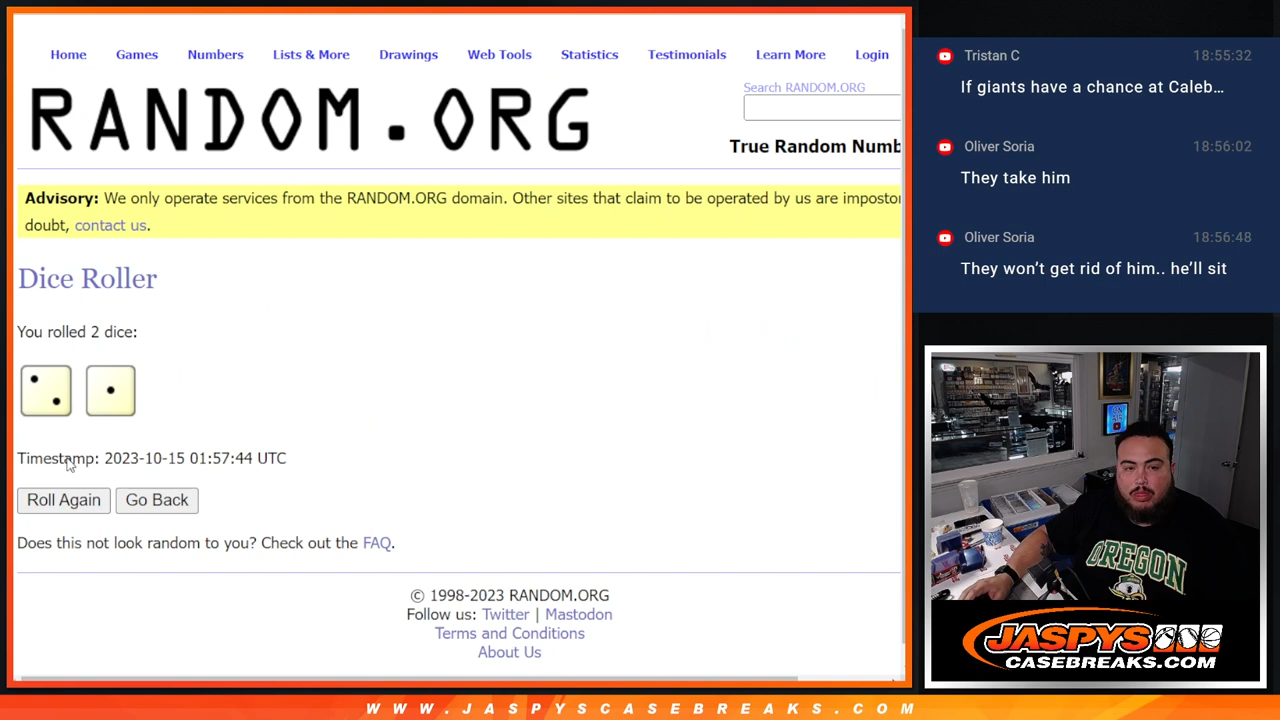 Home Games Numbers Lists & More Drawings Web Tools Statistics Testimonials Learn More Login
RANDOM.ORG
Search RANDOM.ORG
True Random Numb
Advisory: We only operate services from the RANDOM.ORG domain. Other sites that claim to be operated by us are impostor
doubt, contact us.
Dice Roller
You rolled 2 dice:
Timestamp: 2023-10-15 01:57:44 UTC
Roll Again Go Back
Does this not look random to you? Check out the FAQ.
© 1998-2023 RANDOM.ORG
Follow us: Twitter | Mastodon
Terms and Conditions
About Us
Tristan C 18:55:32
If giants have a chance at Caleb…
Oliver Soria 18:56:02
They take him
Oliver Soria 18:56:48
They won’t get rid of him.. he’ll sit
OREGON
JASPYS
CASEBREAKS.COM
WWW.JASPYSCASEBREAKS.COM